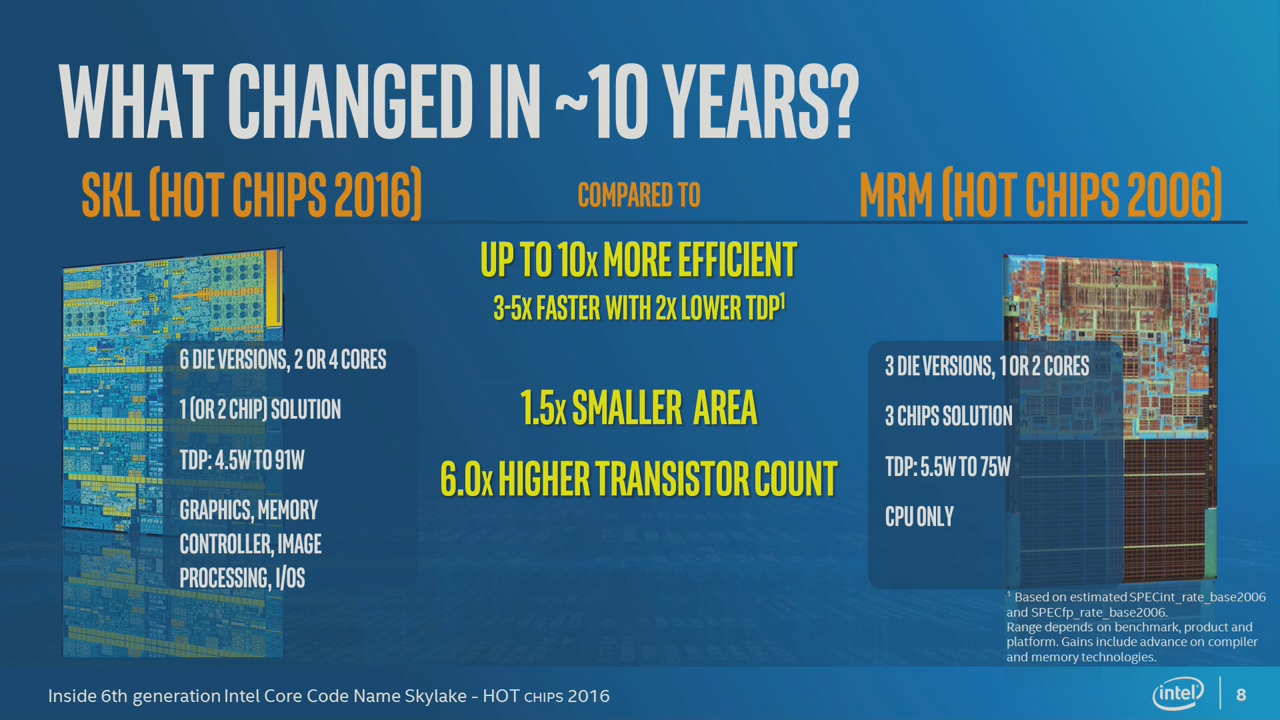 WHAT CHANGED IN ~10 YEARS?
SKL (HOT CHIPS 2016)
COMPARED TO
MRM (HOT CHIPS 2006)
UP TO 10X MORE EFFICIENT
3-5X FASTER WITH 2X LOWER TDP¹
1.5X SMALLER AREA
6.0X HIGHER TRANSISTOR COUNT
6 DIE VERSIONS, 2 OR 4 CORES
1 (OR 2 CHIP) SOLUTION
TDP: 4.5W TO 91W
GRAPHICS, MEMORY
CONTROLLER, IMAGE
PROCESSING, I/OS
3 DIE VERSIONS, 1 OR 2 CORES
3 CHIPS SOLUTION
TDP: 5.5W TO 75W
CPU ONLY
¹ Based on estimated SPECint_rate_base2006
and SPECfp_rate_base2006.
Range depends on benchmark, product and
platform. Gains include advance on compiler
and memory technologies.
Inside 6th generation Intel Core Code Name Skylake - HOT CHIPS 2016
intel
8